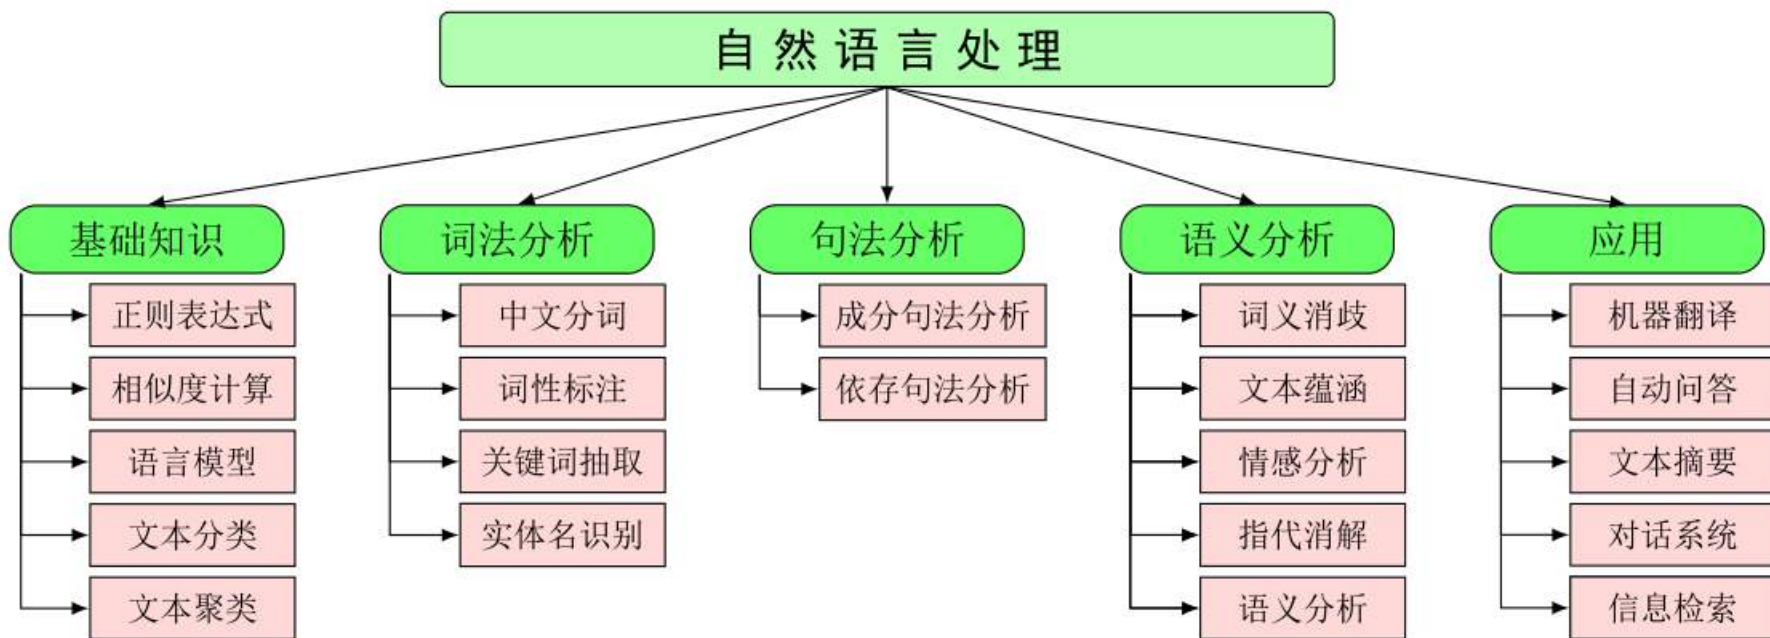 自然语言处理
基础知识
正则表达式
相似度计算
语言模型
文本分类
文本聚类
词法分析
中文分词
词性标注
关键词抽取
实体名识别
句法分析
成分句法分析
依存句法分析
语义分析
词义消歧
文本蕴涵
情感分析
指代消解
语义分析
应用
机器翻译
自动问答
文本摘要
对话系统
信息检索